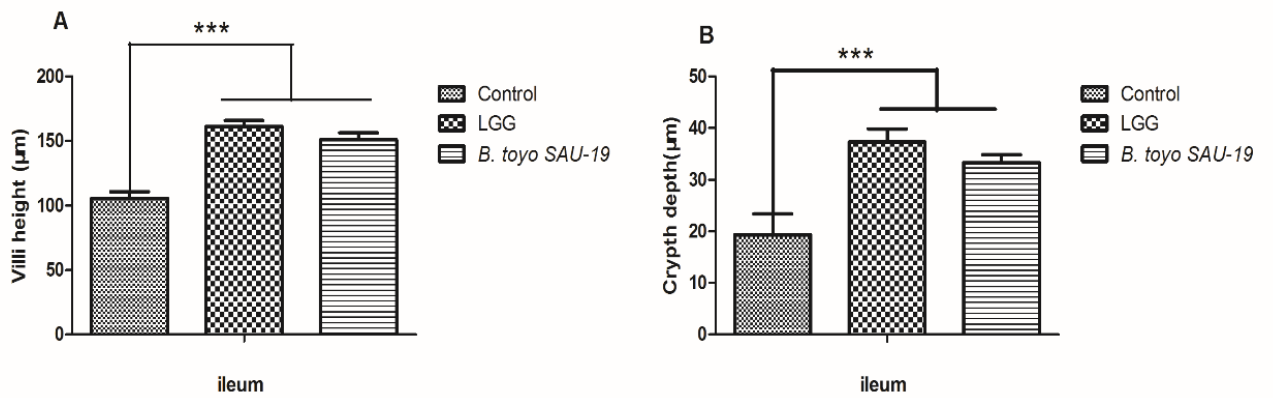 A
***
200
150
100
50
0
Villi height (µm)
ileum
Control
LGG
B. toyo SAU-19
B
***
50
40
30
20
10
0
Crypth depth(µm)
ileum
Control
LGG
B. toyo SAU-19